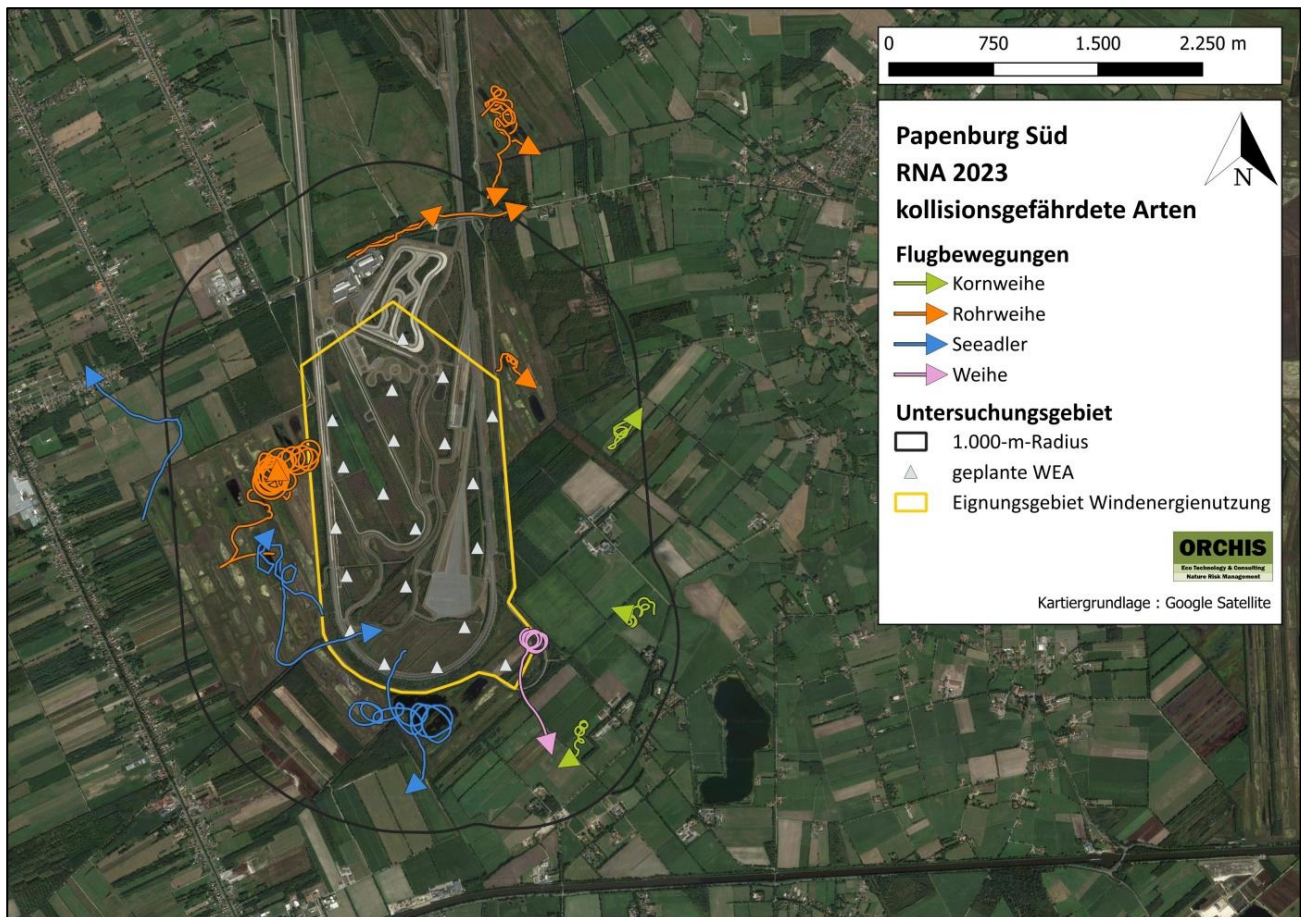 0 750 1.500 2.250 m
Papenburg Süd
RNA 2023
kollisionsgefährdete Arten
N
Flugbewegungen
Kornweihe
Rohrweihe
Seeadler
Weihe
Untersuchungsgebiet
1.000-m-Radius
geplante WEA
Eignungsgebiet Windenergienutzung
ORCHIS
Eco Technology & Consulting
Nature Risk Management
Kartiergrundlage : Google Satellite